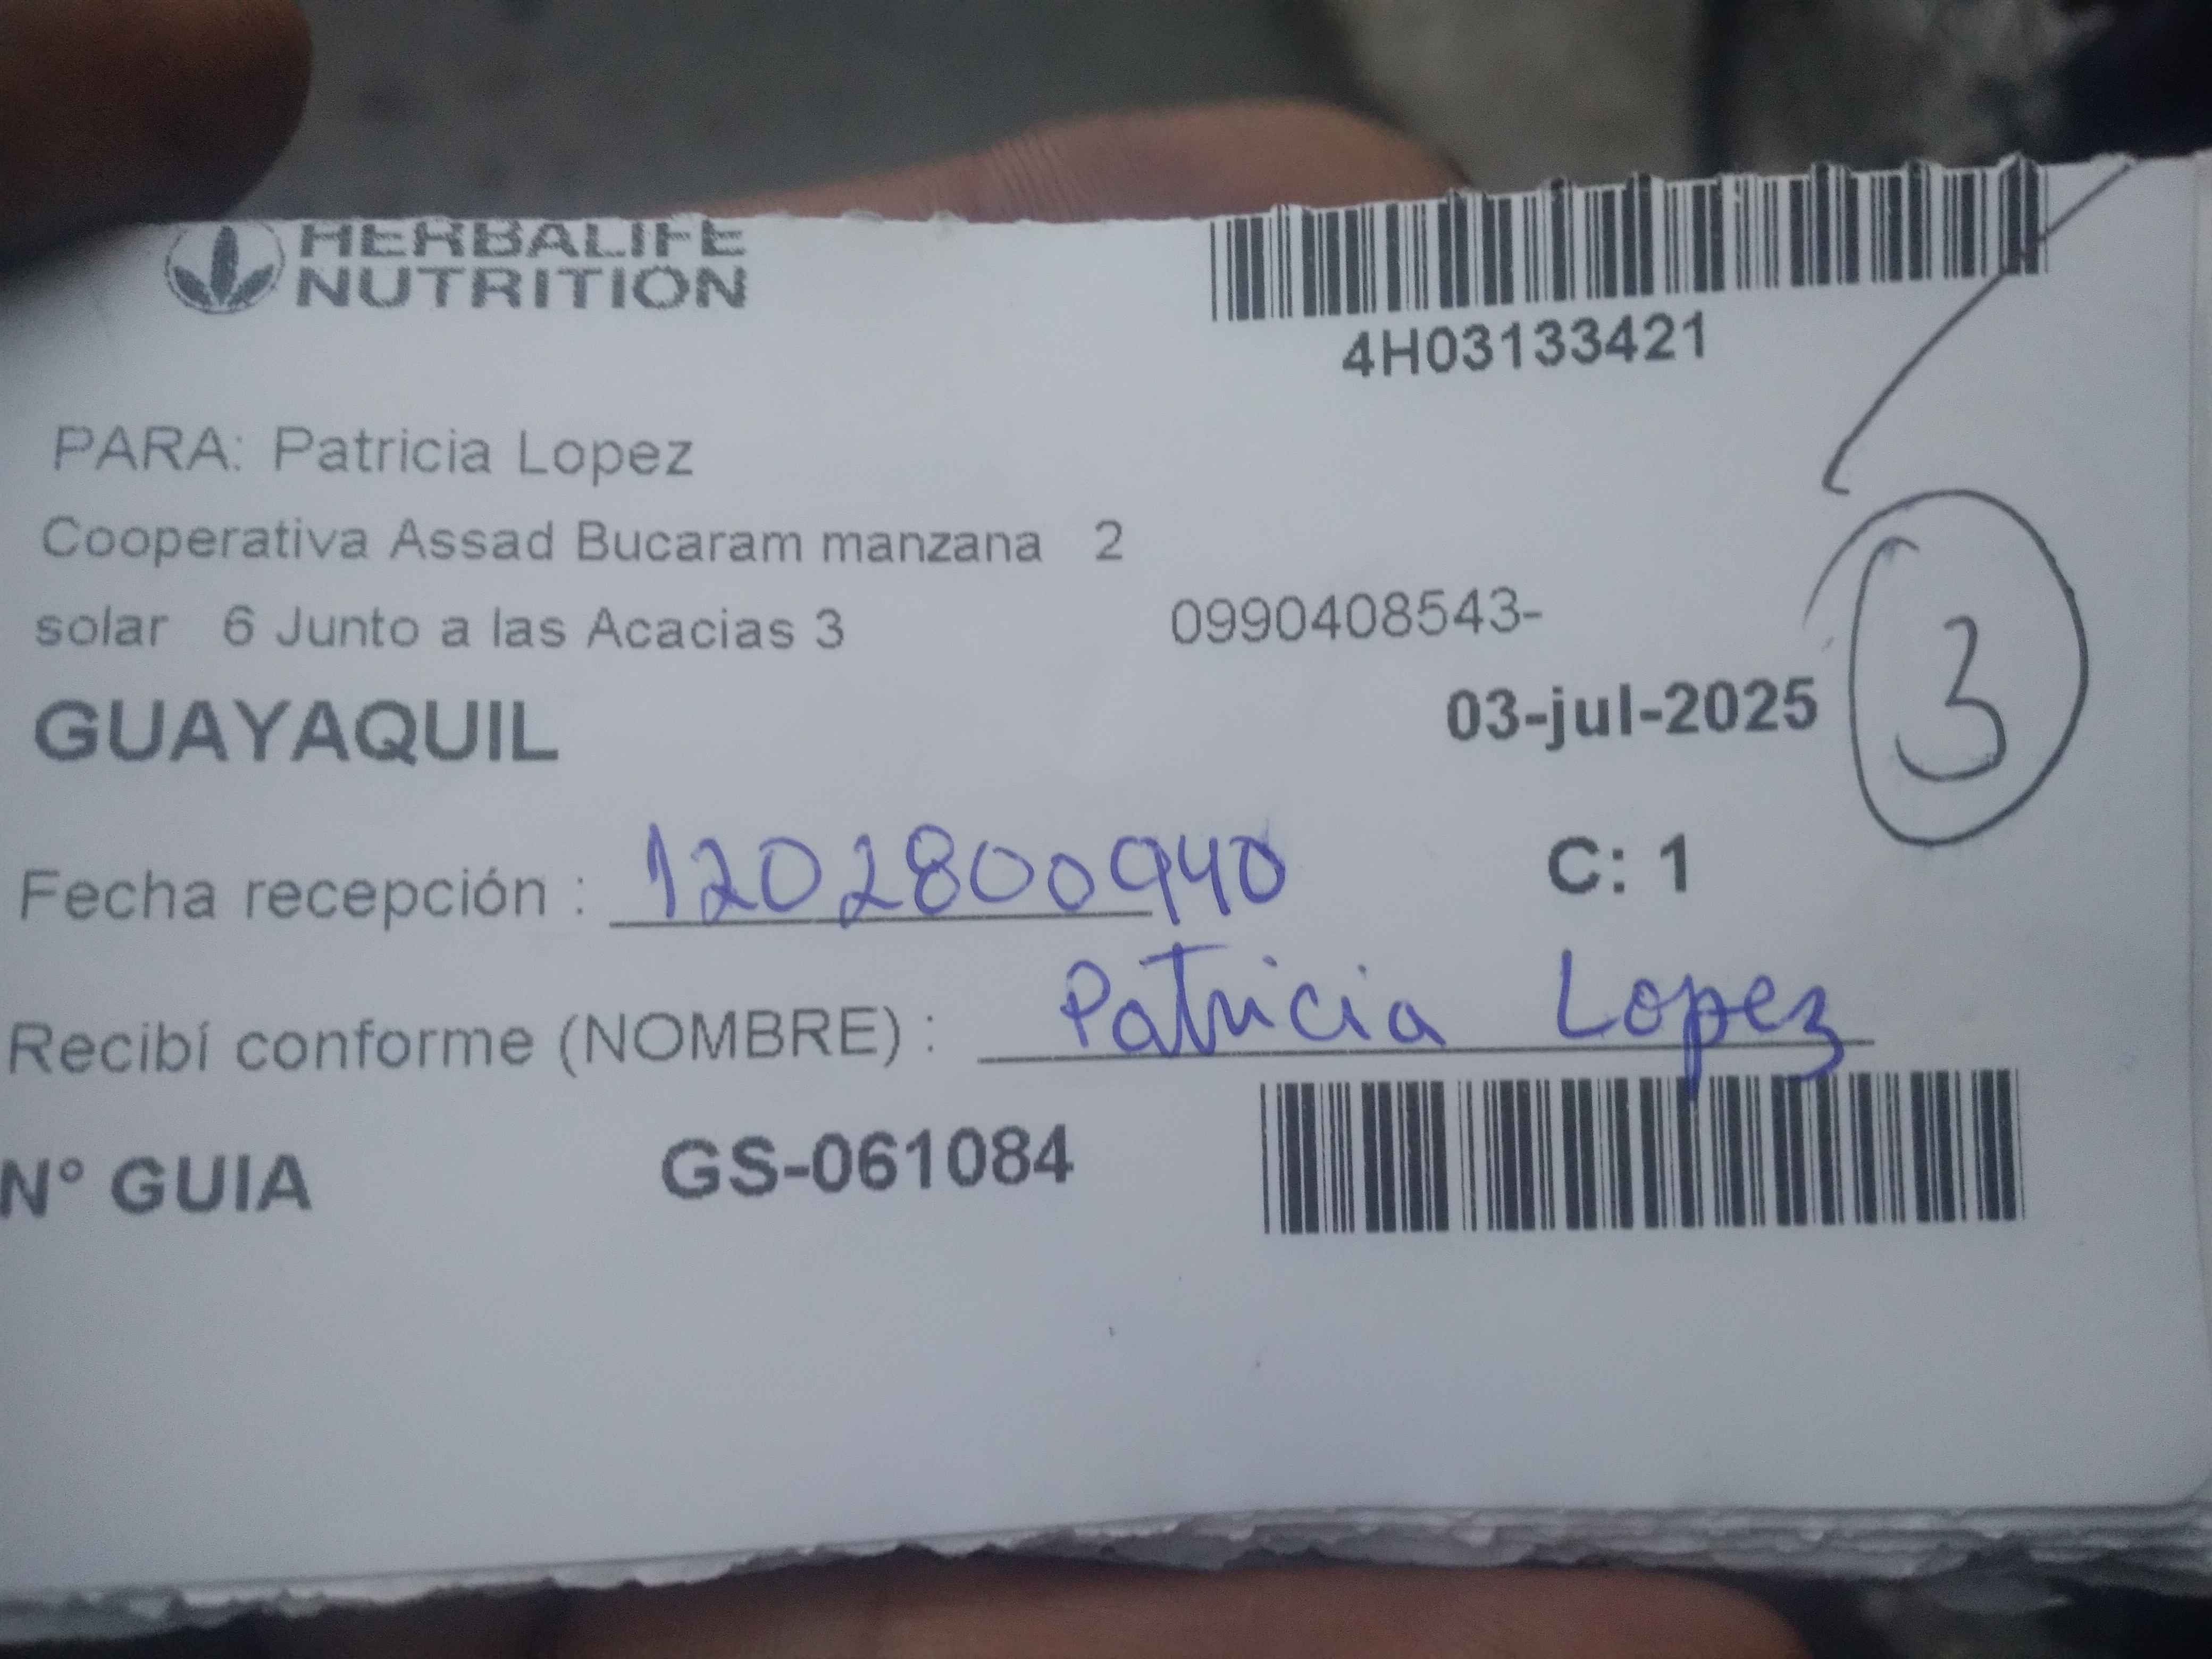 HERBALIFE
NUTRITION
4H03133421
PARA: Patricia Lopez
Cooperativa Assad Bucaram manzana 2
solar 6 Junto a las Acacias 3 0990408543-
GUAYAQUIL 03-jul-2025
3
Fecha recepción : 1202800940 C: 1
Recibí conforme (NOMBRE) : Patricia Lopez
N° GUIA GS-061084